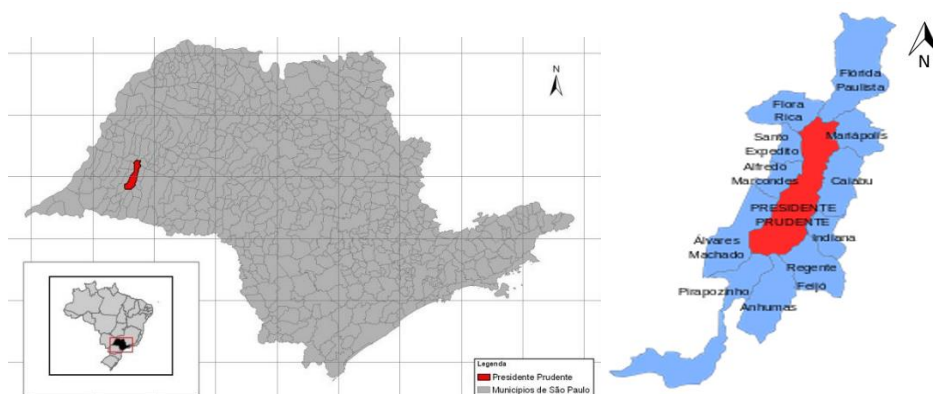 N
Legenda
Presidente Prudente
Municípios de São Paulo
N
Flórida
Paulista
Flora
Rica
Mariápolis
Santo
Expedito
Alfredo
Marcondes
Caiabu
PRESIDENTE
PRUDENTE
Álvares
Machado
Indiana
Regente
Feijó
Pirapozinho
Anhumas